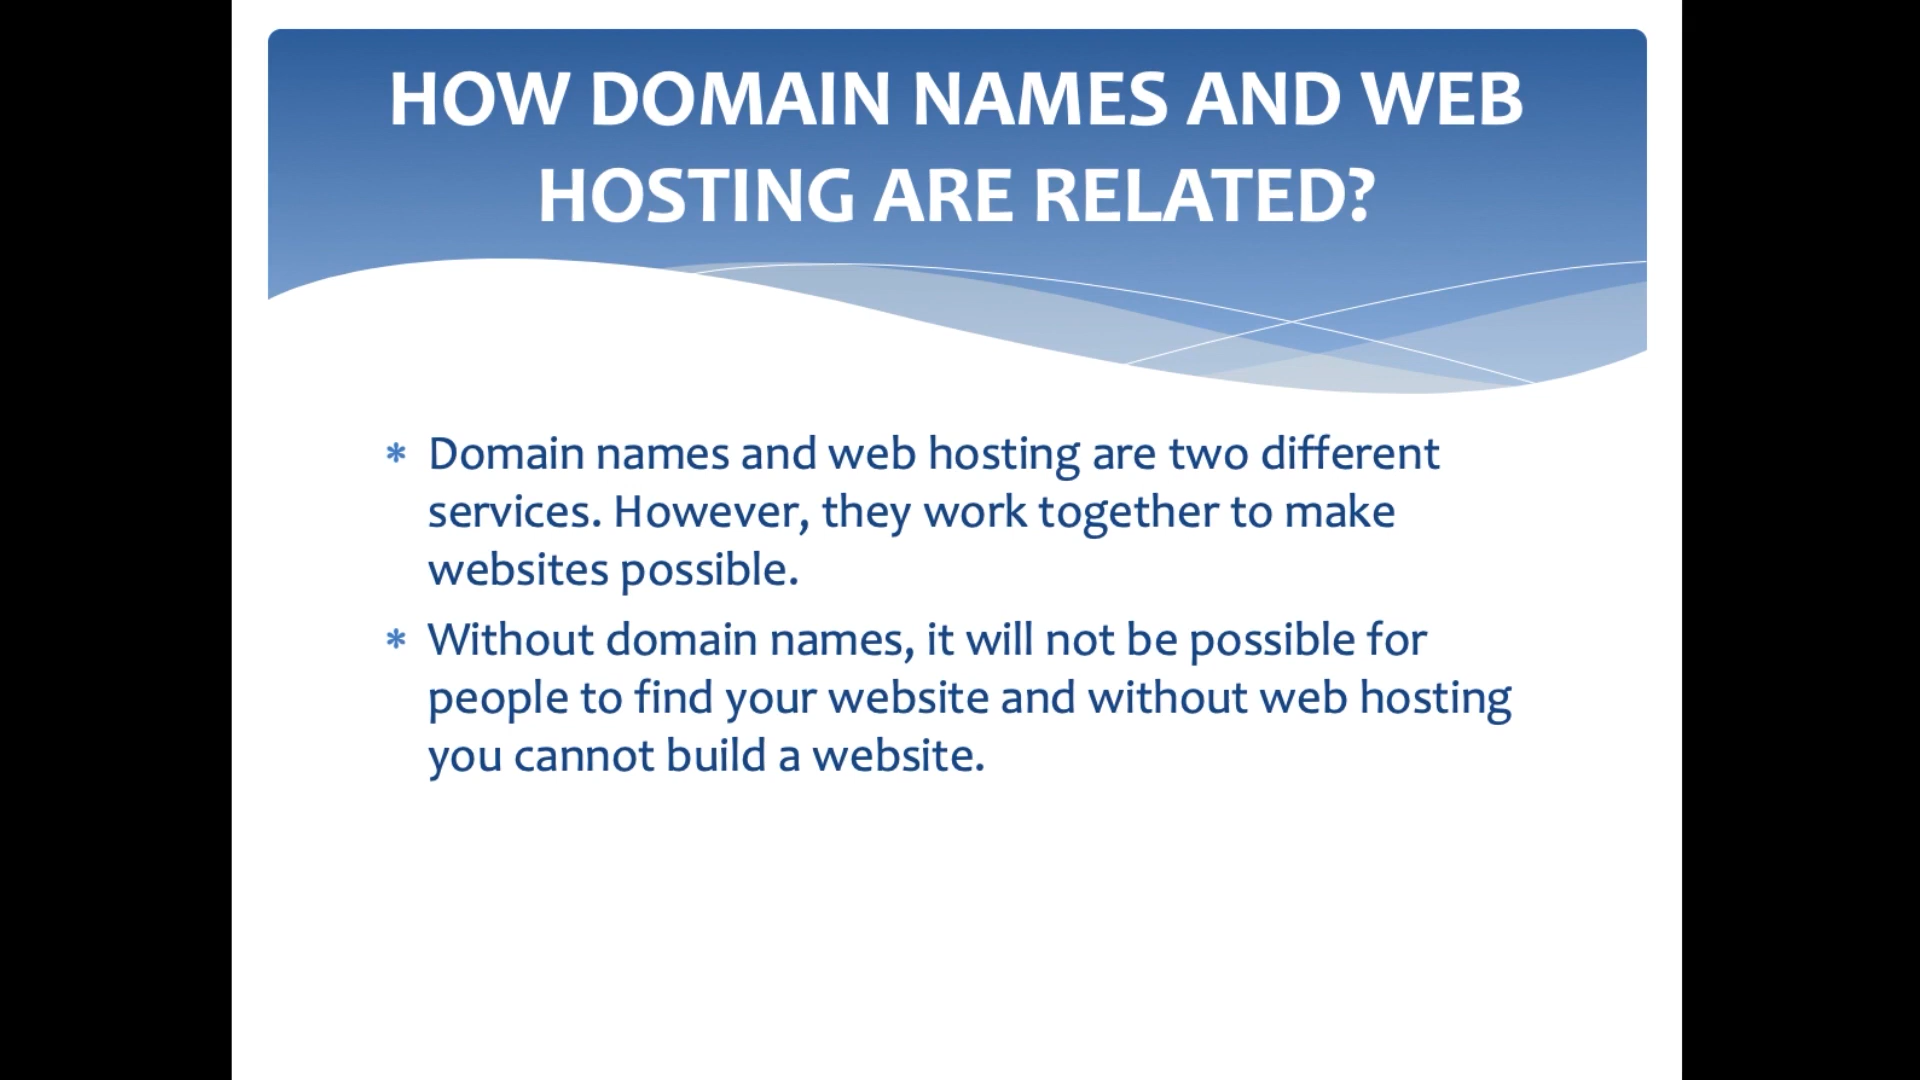 HOW DOMAIN NAMES AND WEB
HOSTING ARE RELATED?
* Domain names and web hosting are two different
services. However, they work together to make
websites possible.
* Without domain names, it will not be possible for
people to find your website and without web hosting
you cannot build a website.